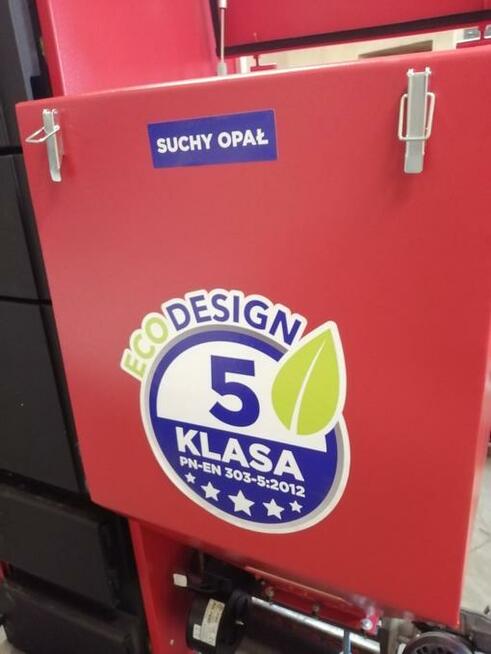 SUCHY OPAŁ
ECODESIGN
5
KLASA
PN-EN 303-5:2012